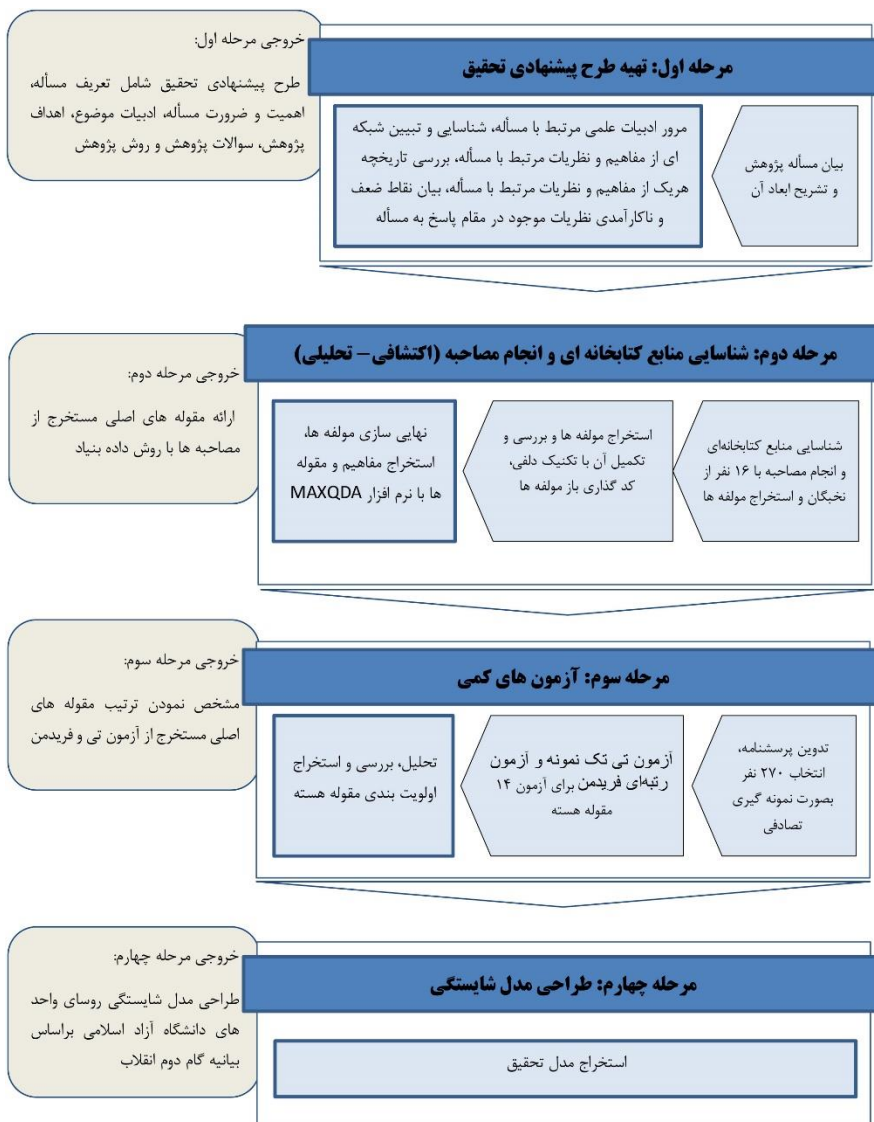 مرحله اول: تهیه طرح پیشنهادی تحقیق
بیان مسأله پژوهش
و تشریح ابعاد آن
مرور ادبیات علمی مرتبط با مسأله، شناسایی و تبیین شبکه
ای از مفاهیم و نظریات مرتبط با مسأله، بررسی تاریخچه
هریک از مفاهیم و نظریات مرتبط با مسأله، بیان نقاط ضعف
و ناکارآمدی نظریات موجود در مقام پاسخ به مسأله
خروجی مرحله اول:
طرح پیشنهادی تحقیق شامل تعریف مسأله،
اهمیت و ضرورت مسأله، ادبیات موضوع، اهداف
پژوهش، سوالات پژوهش و روش پژوهش
مرحله دوم: شناسایی منابع کتابخانه ای و انجام مصاحبه (اکتشافی– تحلیلی)
شناسایی منابع کتابخانه‌ای
و انجام مصاحبه با ۱۶ نفر از
نخبگان و استخراج مولفه ها
استخراج مولفه ها و بررسی و
تکمیل آن با تکنیک دلفی،
کد گذاری باز مولفه ها
نهایی سازی مولفه ها،
استخراج مفاهیم و مقوله
ها با نرم افزار MAXQDA
خروجی مرحله دوم:
ارائه مقوله های اصلی مستخرج از
مصاحبه ها با روش داده بنیاد
مرحله سوم: آزمون های کمی
تدوین پرسشنامه،
انتخاب ۲۷۰ نفر
بصورت نمونه گیری
تصادفی
آزمون تی تک نمونه و آزمون
رتبه‌ای فریدمن برای آزمون ۱۴
مقوله هسته
تحلیل، بررسی و استخراج
اولویت بندی مقوله هسته
خروجی مرحله سوم:
مشخص نمودن ترتیب مقوله های
اصلی مستخرج از آزمون تی و فریدمن
مرحله چهارم: طراحی مدل شایستگی
استخراج مدل تحقیق
خروجی مرحله چهارم:
طراحی مدل شایستگی روسای واحد
های دانشگاه آزاد اسلامی براساس
بیانیه گام دوم انقلاب